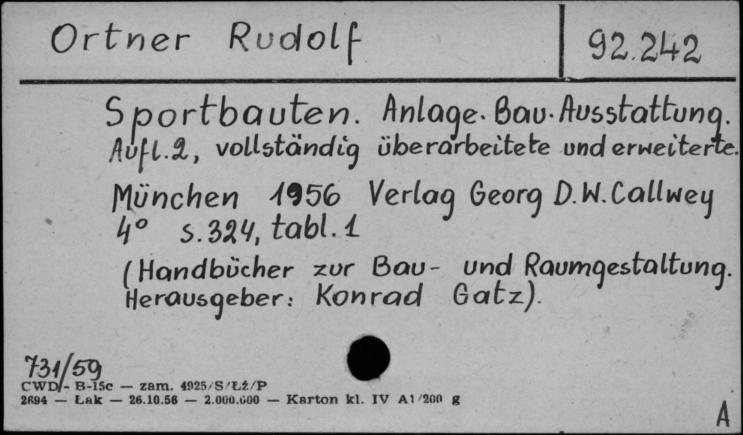 Ortner Rudolf
92.242
Sportbauten. Anlage. Bau. Ausstattung.
Aufl. 2, vollständig überarbeitete und erweiterte.
München 1956 Verlag Georg D.W. Callwey
4° s. 324, tabl. 1
(Handbücher zur Bau- und Raumgestaltung.
Herausgeber: Konrad Gatz).
731/59
CWD/- B-15c — zam. 4925/S/Łż/P
2694 — Łak — 26.10.56 — 2.000.000 — Karton kl. IV A1/200 g
A